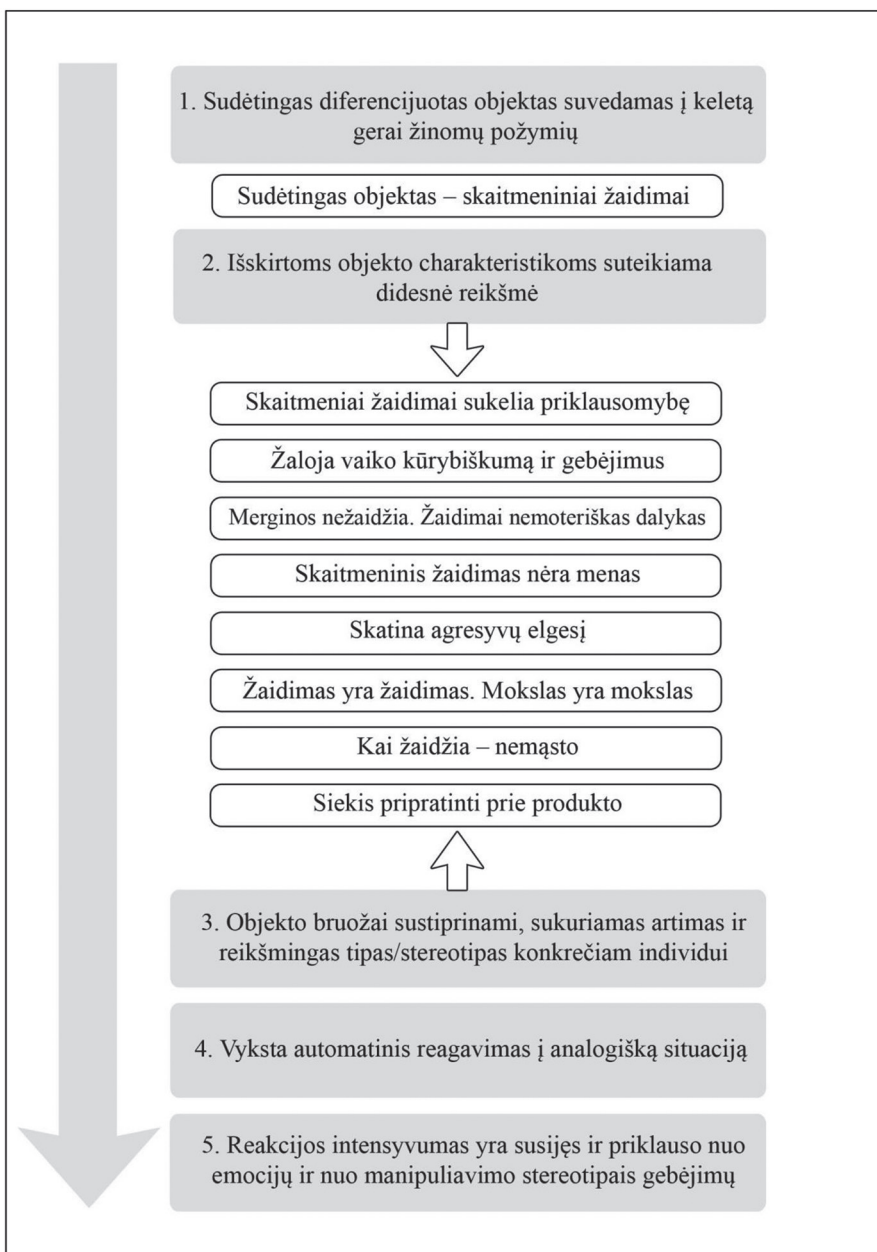 1. Sudėtingas diferencijuotas objektas suvedamas į keletą
gerai žinomų požymių
Sudėtingas objektas – skaitmeniniai žaidimai
2. Išskirtoms objekto charakteristikoms suteikiama
didesnė reikšmė
Skaitmeniai žaidimai sukelia priklausomybę
Žaloja vaiko kūrybiškumą ir gebėjimus
Merginos nežaidžia. Žaidimai nemoteriškas dalykas
Skaitmeninis žaidimas nėra menas
Skatina agresyvų elgesį
Žaidimas yra žaidimas. Mokslas yra mokslas
Kai žaidžia – nemąsto
Siekis pripratinti prie produkto
3. Objekto bruožai sustiprinami, sukuriamas artimas ir
reikšmingas tipas/stereotipas konkrečiam individui
4. Vyksta automatinis reagavimas į analogišką situaciją
5. Reakcijos intensyvumas yra susijęs ir priklauso nuo
emocijų ir nuo manipuliavimo stereotipais gebėjimų